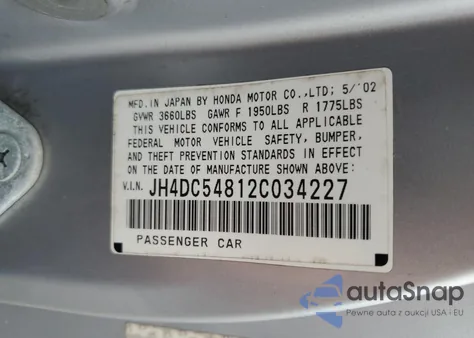 MFD.IN JAPAN BY HONDA MOTOR CO.,LTD; 5/'02
GVWR 3660LBS GAWR F 1950LBS R 1775LBS
THIS VEHICLE CONFORMS TO ALL APPLICABLE
FEDERAL MOTOR VEHICLE SAFETY, BUMPER,
AND THEFT PREVENTION STANDARDS IN EFFECT
ON THE DATE OF MANUFACTURE SHOWN ABOVE:
V.I.N. JH4DC54812C034227
PASSENGER CAR
autoSnap
Pewne auta z aukcji USA i EU